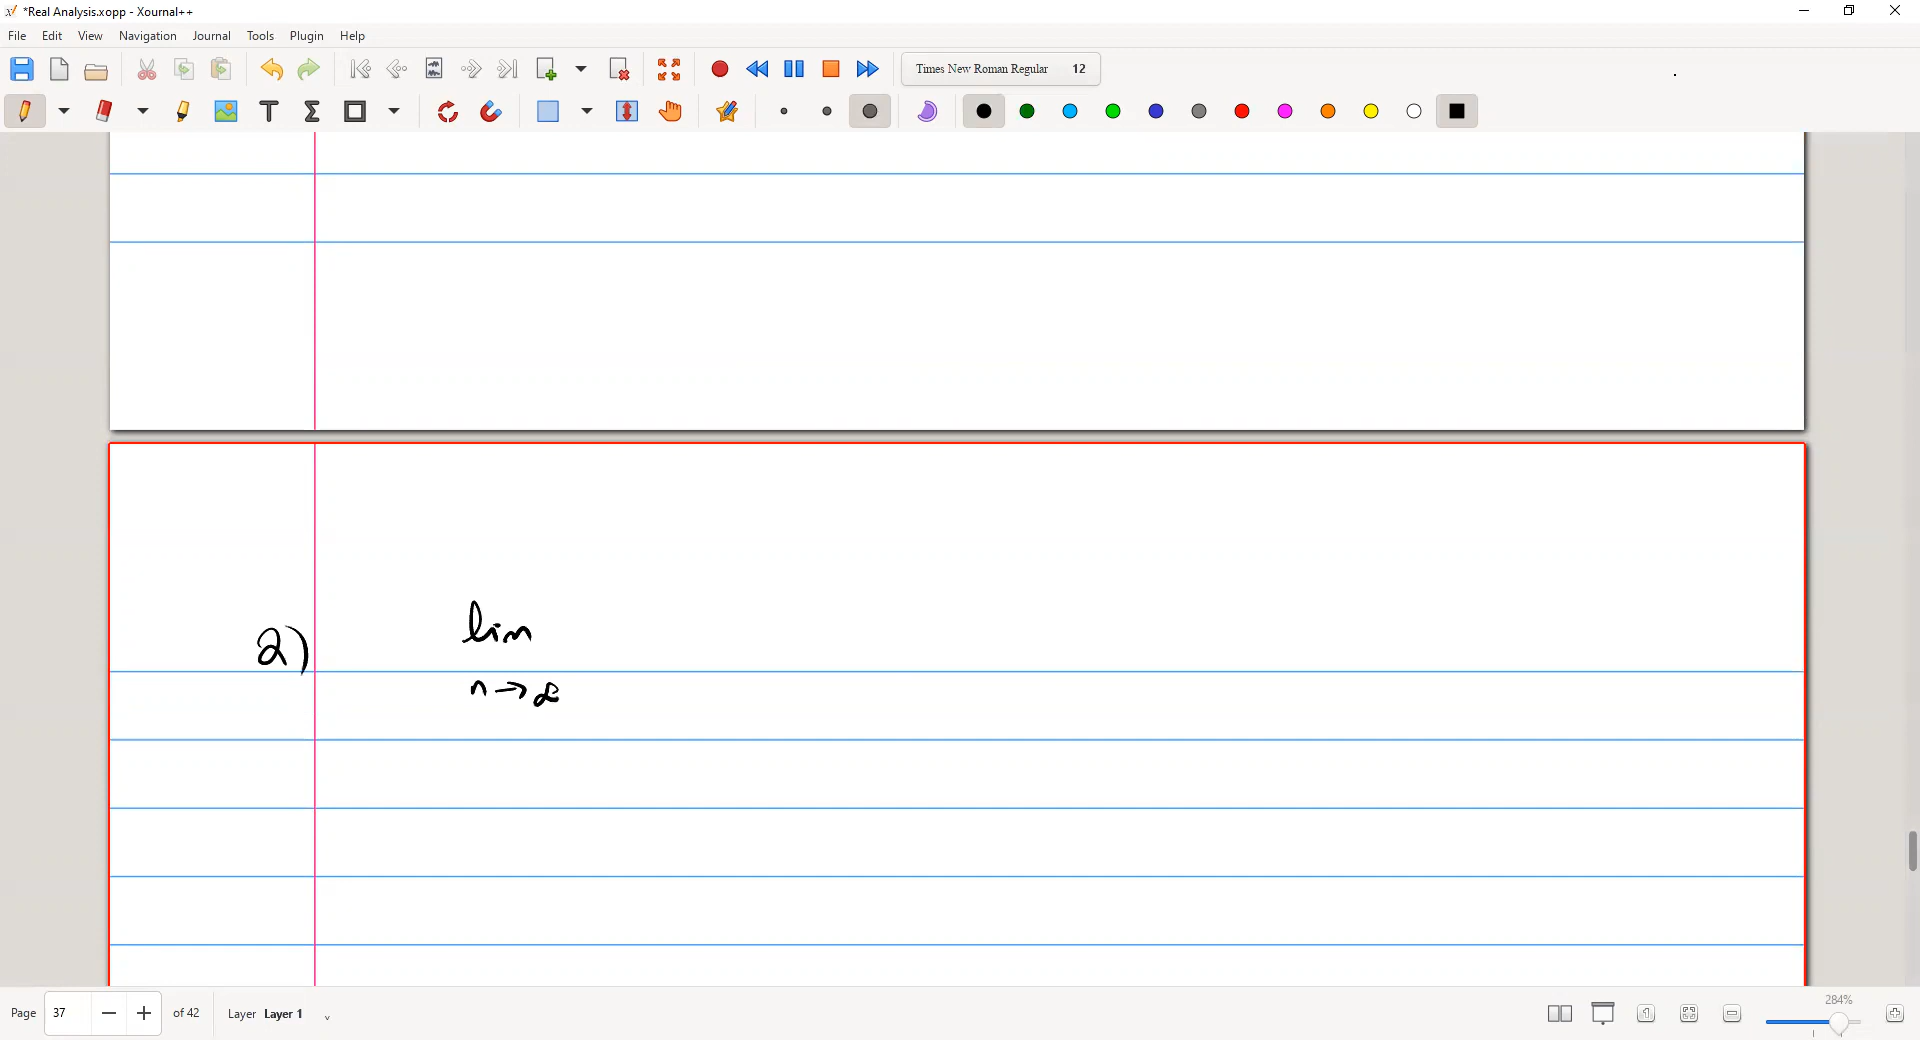 *Real Analysis.xopp - Xournal++
File Edit View Navigation Journal Tools Plugin Help
Times New Roman Regular 12
2) lim
n→∞
Page 37 of 42 Layer Layer 1 284%